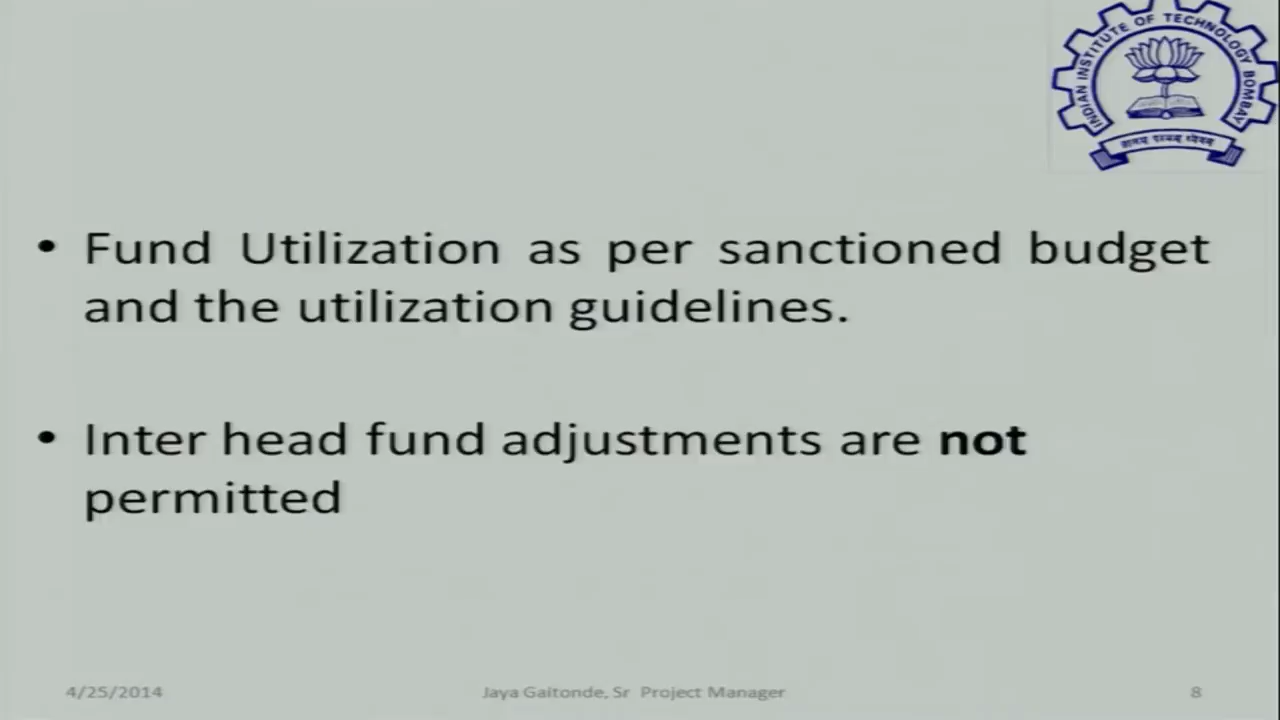 INDIAN INSTITUTE OF TECHNOLOGY BOMBAY
• Fund Utilization as per sanctioned budget
and the utilization guidelines.
• Inter head fund adjustments are not
permitted
4/25/2014
Jaya Gaitonde, Sr Project Manager
8